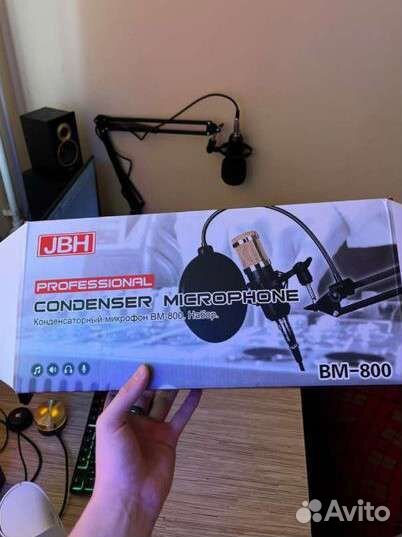 JBH
PROFESSIONAL
CONDENSER MICROPHONE
Конденсаторный микрофон BM-800. Набор.
BM-800
Avito